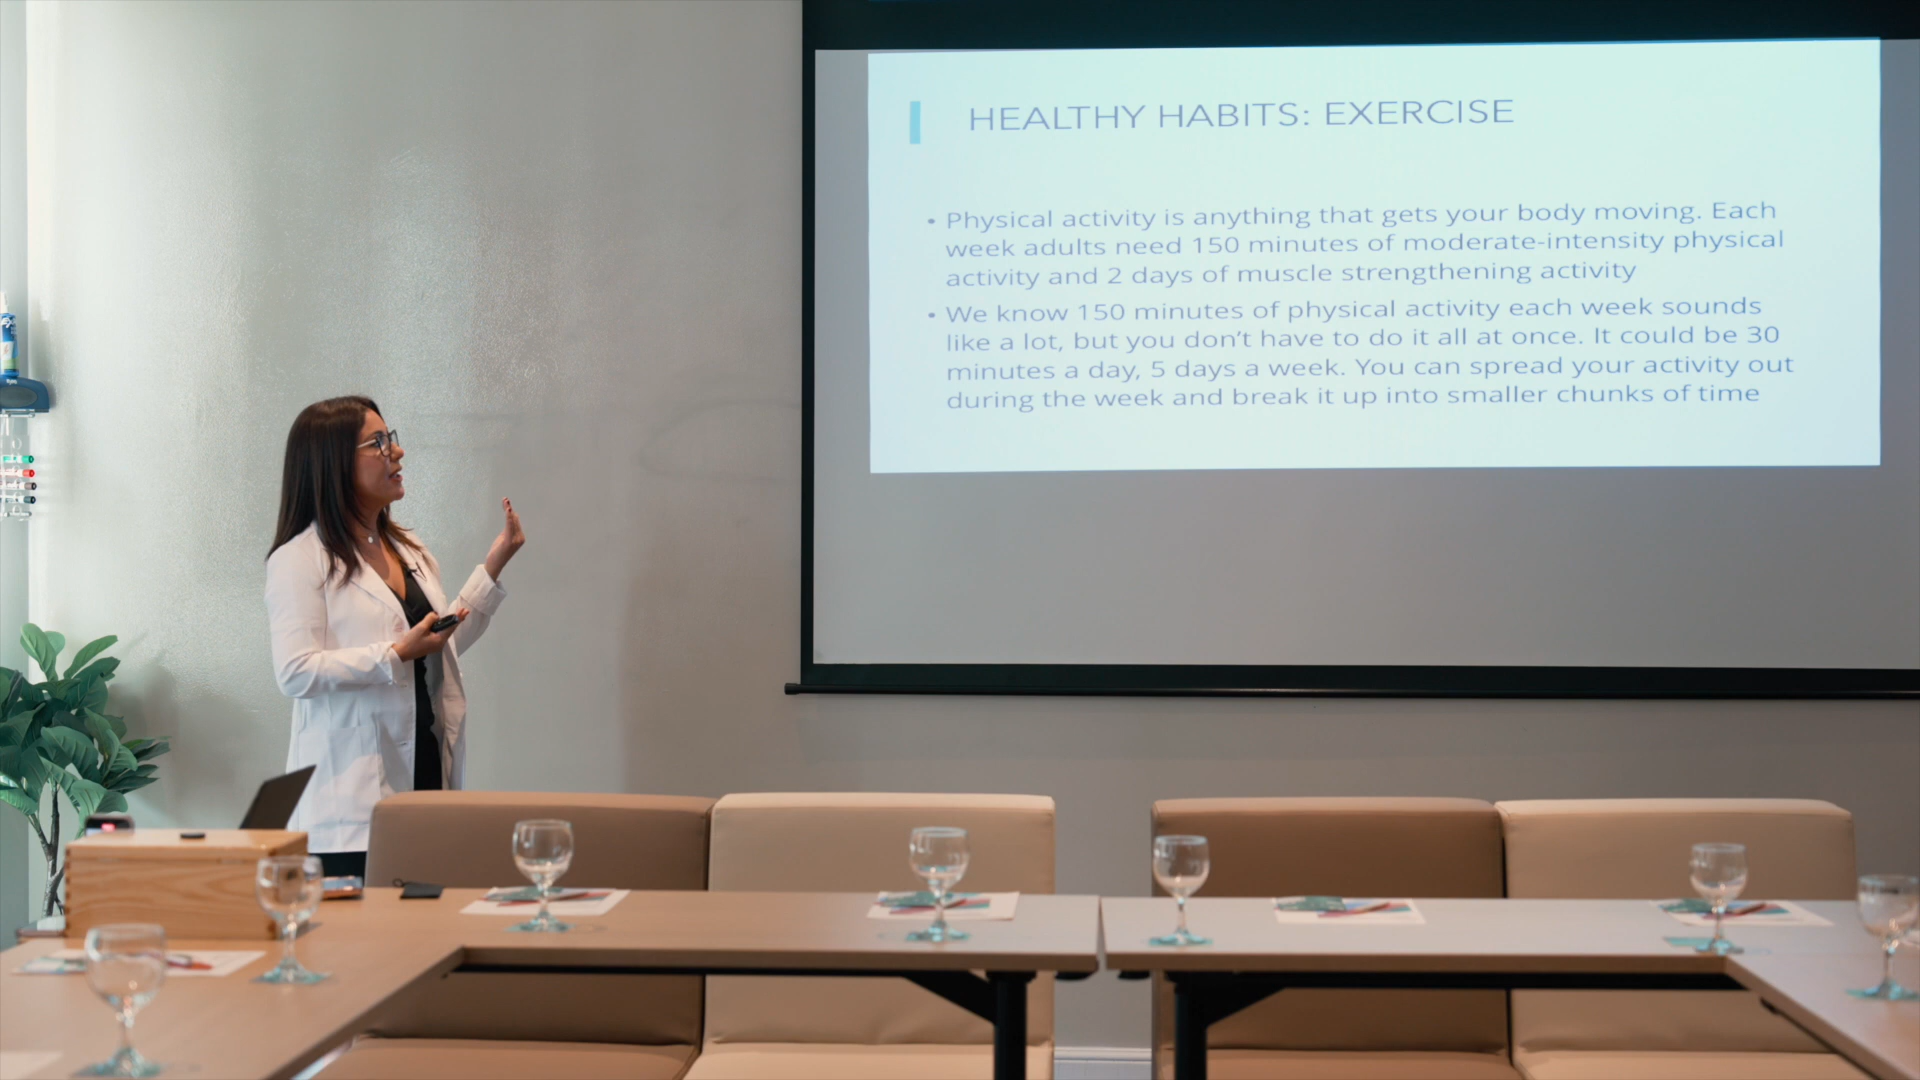 HEALTHY HABITS: EXERCISE
• Physical activity is anything that gets your body moving. Each
week adults need 150 minutes of moderate-intensity physical
activity and 2 days of muscle strengthening activity
• We know 150 minutes of physical activity each week sounds
like a lot, but you don't have to do it all at once. It could be 30
minutes a day, 5 days a week. You can spread your activity out
during the week and break it up into smaller chunks of time